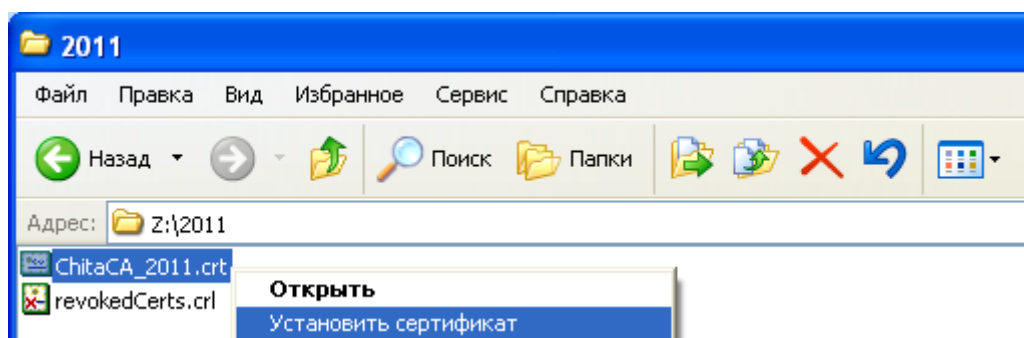 2011
Файл Правка Вид Избранное Сервис Справка
Назад Поиск Папки
Адрес: Z:\2011
ChitaCA_2011.crt
revokedCerts.crl
Открыть
Установить сертификат